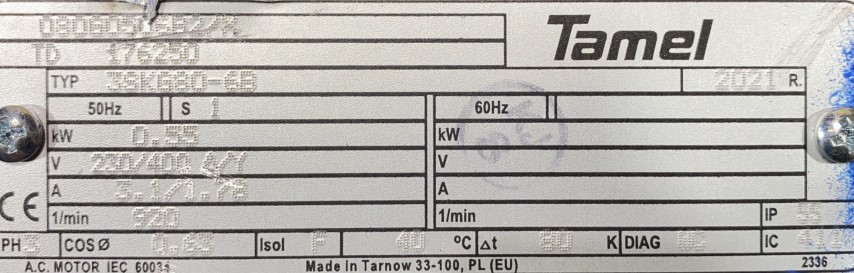 Tamel
TD 176250
TYP 3SKG80-6B 2021 R.
50Hz S 1 60Hz
kW 0.55 kW
V 230/400 Δ/Y V
A 3.1/1.78 A
CE
1/min 920 1/min IP 55
PH 3 COS Ø 0.63 Isol F 40 °C Δt 80 K DIAG IC 411
A.C. MOTOR IEC 60034 Made in Tarnow 33-100, PL (EU) 2336